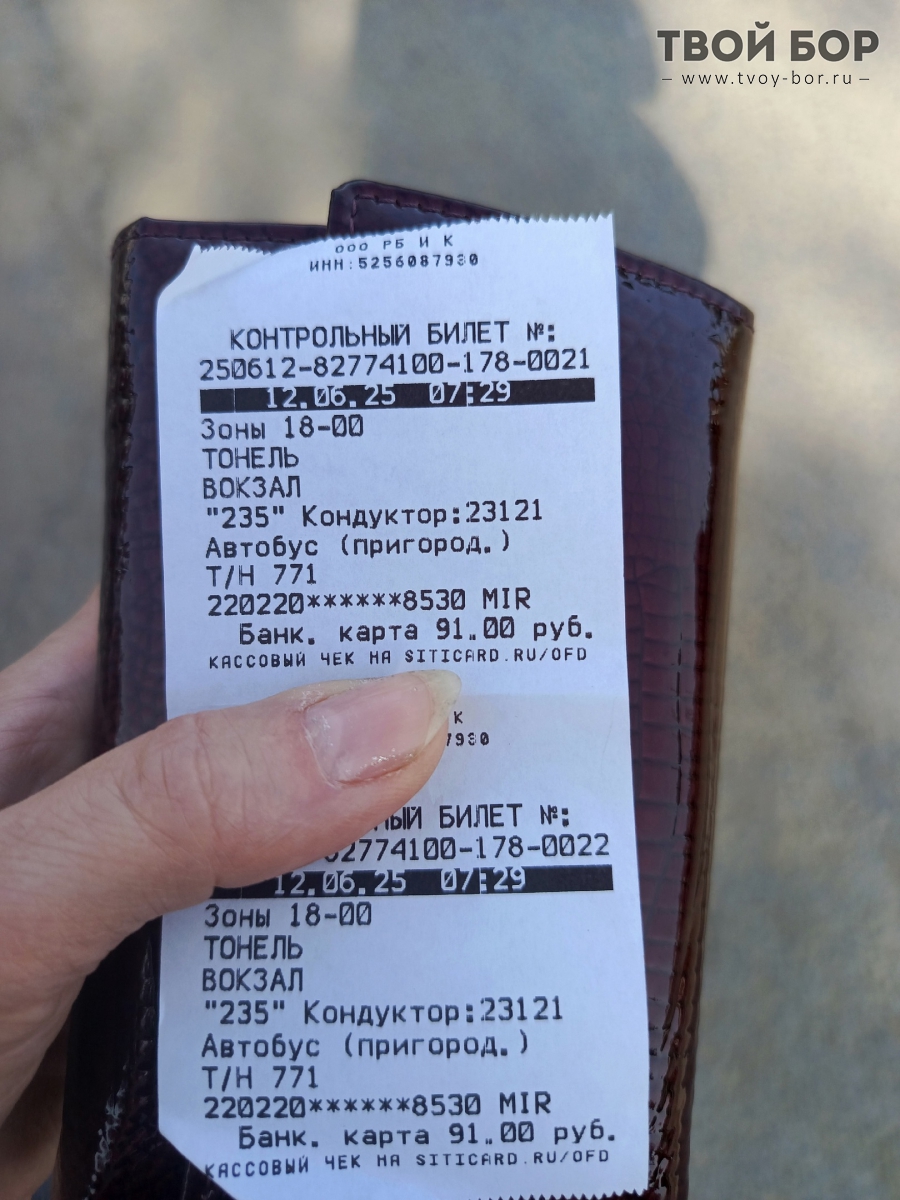 ТВОЙ БОР
– www.tvoy-bor.ru –
ООО РБ И К
ИНН:5256087980
КОНТРОЛЬНЫЙ БИЛЕТ №:
250612-82774100-178-0021
12.06.25 07:29
Зоны 18-00
ТОНЕЛЬ
ВОКЗАЛ
"235" Кондуктор:23121
Автобус (пригород.)
Т/Н 771
220220******8530 MIR
Банк. карта 91.00 руб.
КАССОВЫЙ ЧЕК НА SITICARD.RU/OFD
К
7980
ЫЙ БИЛЕТ №:
2774100-178-0022
12.06.25 07:29
Зоны 18-00
ТОНЕЛЬ
ВОКЗАЛ
"235" Кондуктор:23121
Автобус (пригород.)
Т/Н 771
220220******8530 MIR
Банк. карта 91.00 руб.
КАССОВЫЙ ЧЕК НА SITICARD.RU/OFD